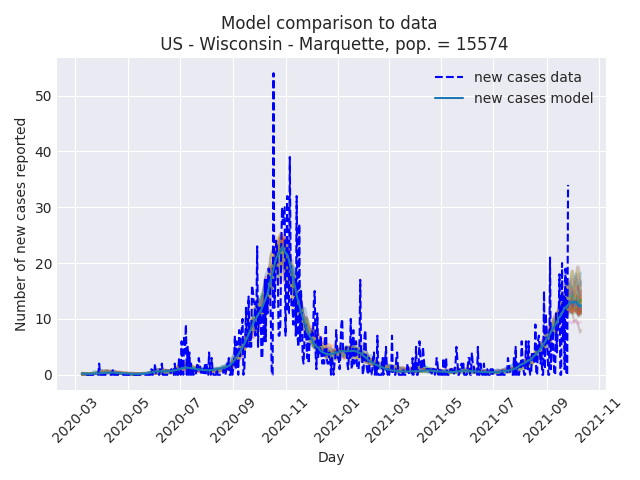 Model comparison to data
US - Wisconsin - Marquette, pop. = 15574
new cases data
new cases model
Number of new cases reported
50
40
30
20
10
0
2020-03
2020-05
2020-07
2020-09
2020-11
2021-01
2021-03
2021-05
2021-07
2021-09
2021-11
Day